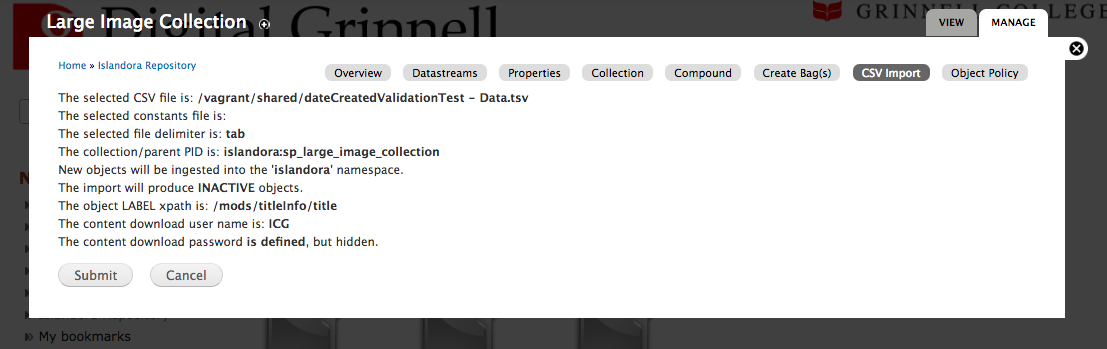 Large Image Collection
Digital Grinnell
GRINNELL COLLEGE
VIEW
MANAGE
Home » Islandora Repository
Overview
Datastreams
Properties
Collection
Compound
Create Bag(s)
CSV Import
Object Policy
The selected CSV file is: /vagrant/shared/dateCreatedValidationTest - Data.tsv
The selected constants file is:
The selected file delimiter is: tab
The collection/parent PID is: islandora:sp_large_image_collection
New objects will be ingested into the 'islandora' namespace.
The import will produce INACTIVE objects.
The object LABEL xpath is: /mods/titleInfo/title
The content download user name is: ICG
The content download password is defined, but hidden.
Submit
Cancel
N
Islandora Repository
My bookmarks